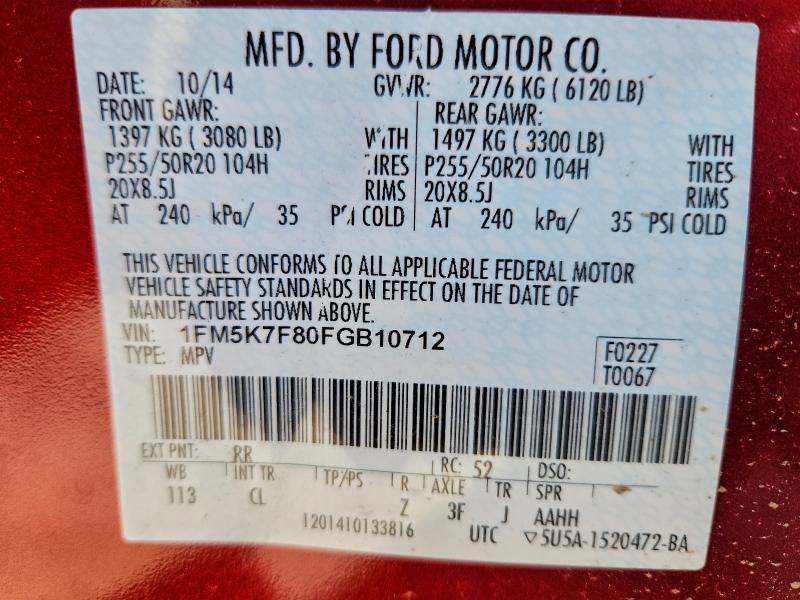 MFD. BY FORD MOTOR CO.
DATE: 10/14 GVWR: 2776 KG ( 6120 LB)
FRONT GAWR: REAR GAWR:
1397 KG ( 3080 LB) WITH 1497 KG ( 3300 LB) WITH
P255/50R20 104H TIRES P255/50R20 104H TIRES
20X8.5J RIMS 20X8.5J RIMS
AT 240 kPa/ 35 PSI COLD AT 240 kPa/ 35 PSI COLD
THIS VEHICLE CONFORMS TO ALL APPLICABLE FEDERAL MOTOR
VEHICLE SAFETY STANDARDS IN EFFECT ON THE DATE OF
MANUFACTURE SHOWN ABOVE.
VIN: 1FM5K7F80FGB10712
TYPE: MPV
F0227
T0067
EXT PNT: RR RC: 52 DSO:
WB INT TR TP/PS R AXLE TR SPR
113 CL Z 3F J AAHH
1201410133816 UTC ▽5U5A-1520472-BA